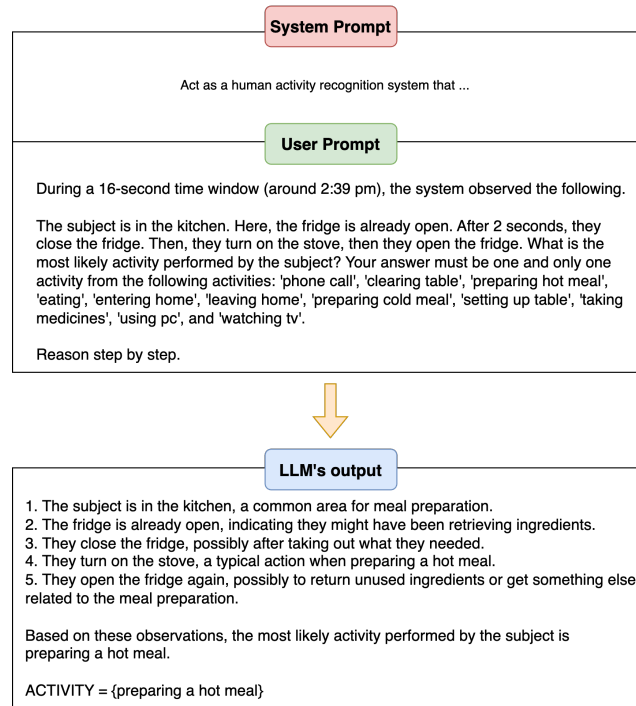 System Prompt
Act as a human activity recognition system that ...
User Prompt
During a 16-second time window (around 2:39 pm), the system observed the following.
The subject is in the kitchen. Here, the fridge is already open. After 2 seconds, they
close the fridge. Then, they turn on the stove, then they open the fridge. What is the
most likely activity performed by the subject? Your answer must be one and only one
activity from the following activities: 'phone call', 'clearing table', 'preparing hot meal',
'eating', 'entering home', 'leaving home', 'preparing cold meal', 'setting up table', 'taking
medicines', 'using pc', and 'watching tv'.
Reason step by step.
LLM's output
1. The subject is in the kitchen, a common area for meal preparation.
2. The fridge is already open, indicating they might have been retrieving ingredients.
3. They close the fridge, possibly after taking out what they needed.
4. They turn on the stove, a typical action when preparing a hot meal.
5. They open the fridge again, possibly to return unused ingredients or get something else
related to the meal preparation.
Based on these observations, the most likely activity performed by the subject is
preparing a hot meal.
ACTIVITY = {preparing a hot meal}